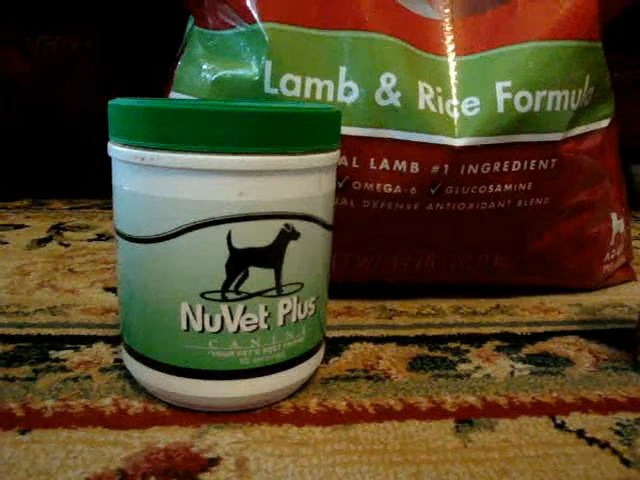 Lamb & Rice Formula
AL LAMB #1 INGREDIENT
✓ OMEGA-6 ✓ GLUCOSAMINE
AL DEFENSE ANTIOXIDANT BLEND
NuVet Plus
CANINE